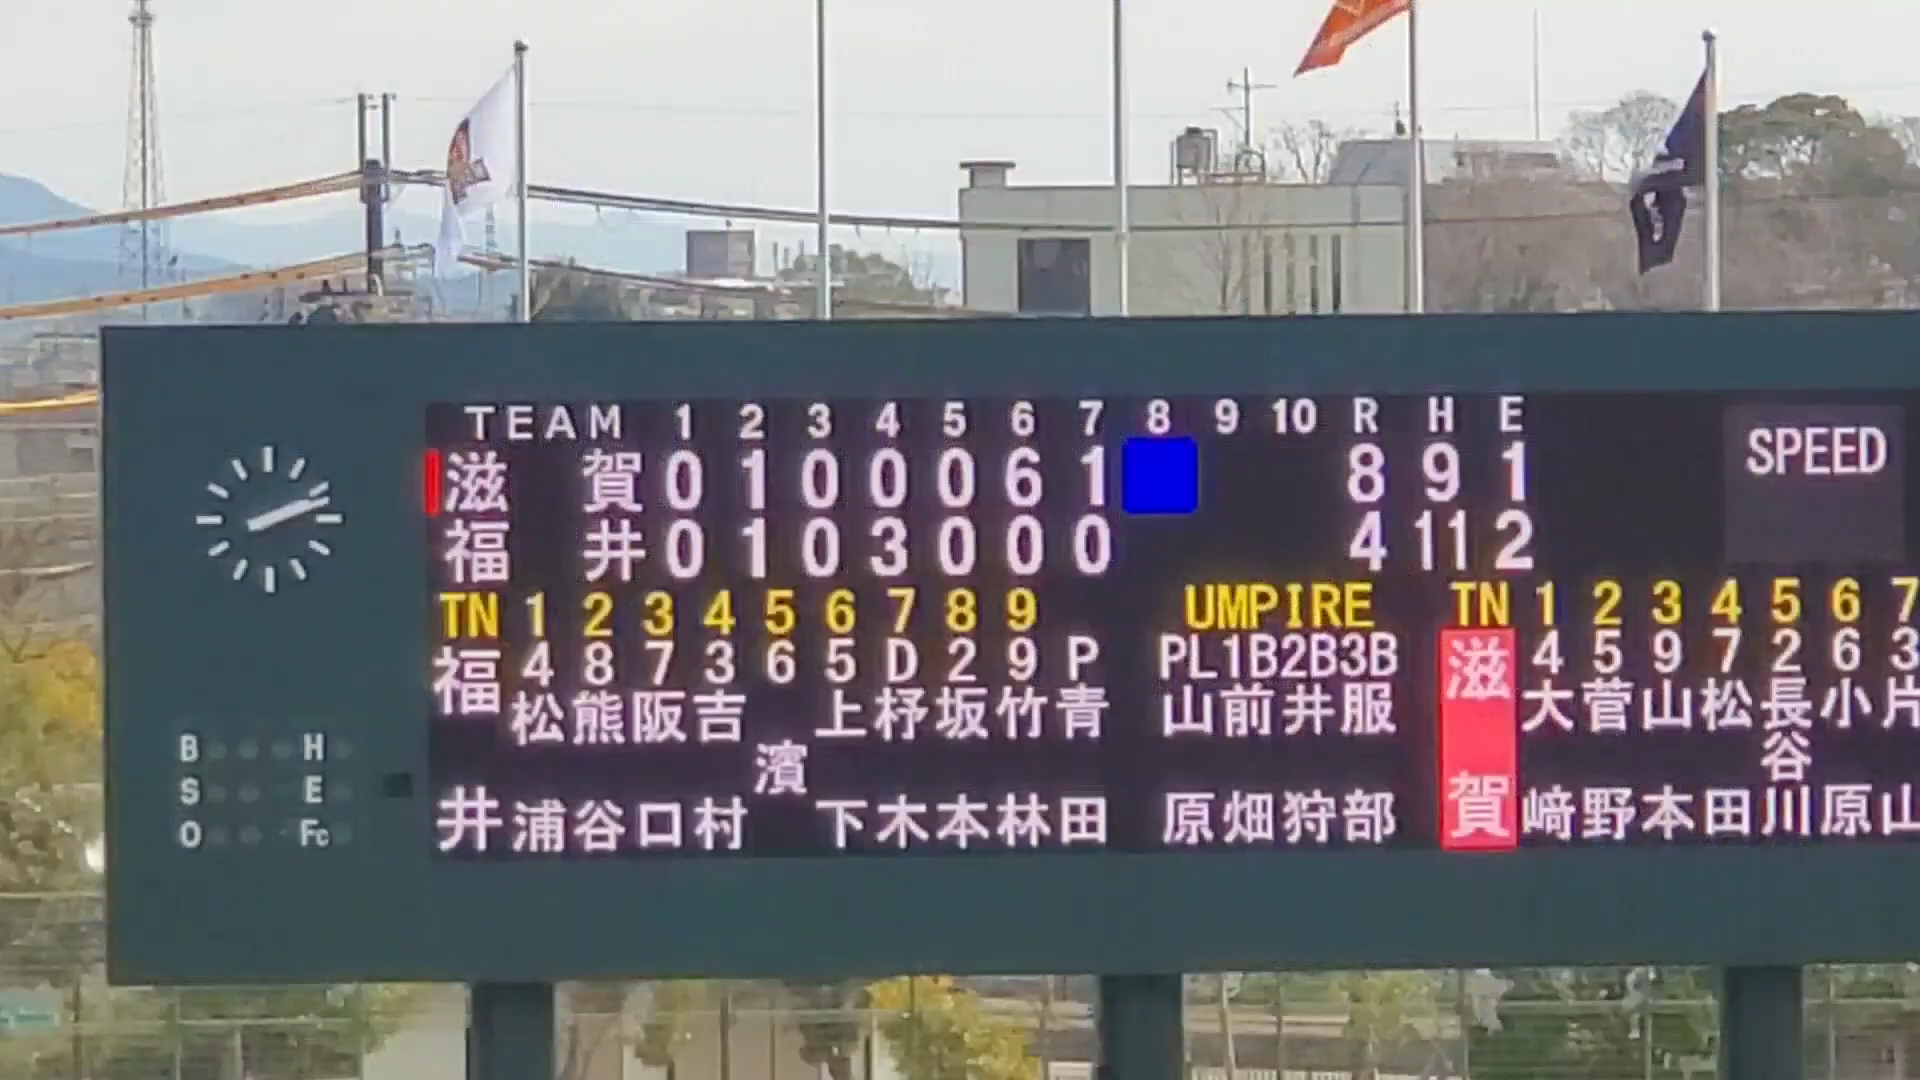 TEAM 1 2 3 4 5 6 7 8 9 10 R H E
滋賀 0 1 0 0 0 6 1 8 9 1
福井 0 1 0 3 0 0 0 4 11 2
SPEED
TN 1 2 3 4 5 6 7 8 9
福井 4 8 7 3 6 5 D 2 9 P
松浦 熊谷 阪口 吉村 濱 上下 杼木 坂本 竹林 青田
UMPIRE
PL 1B 2B 3B
山原 前畑 井狩 服部
TN 1 2 3 4 5 6 7
滋賀 4 5 9 7 2 6 3
大﨑 菅野 山本 松田 長谷川 小原 片山
B H
S E
O Fc